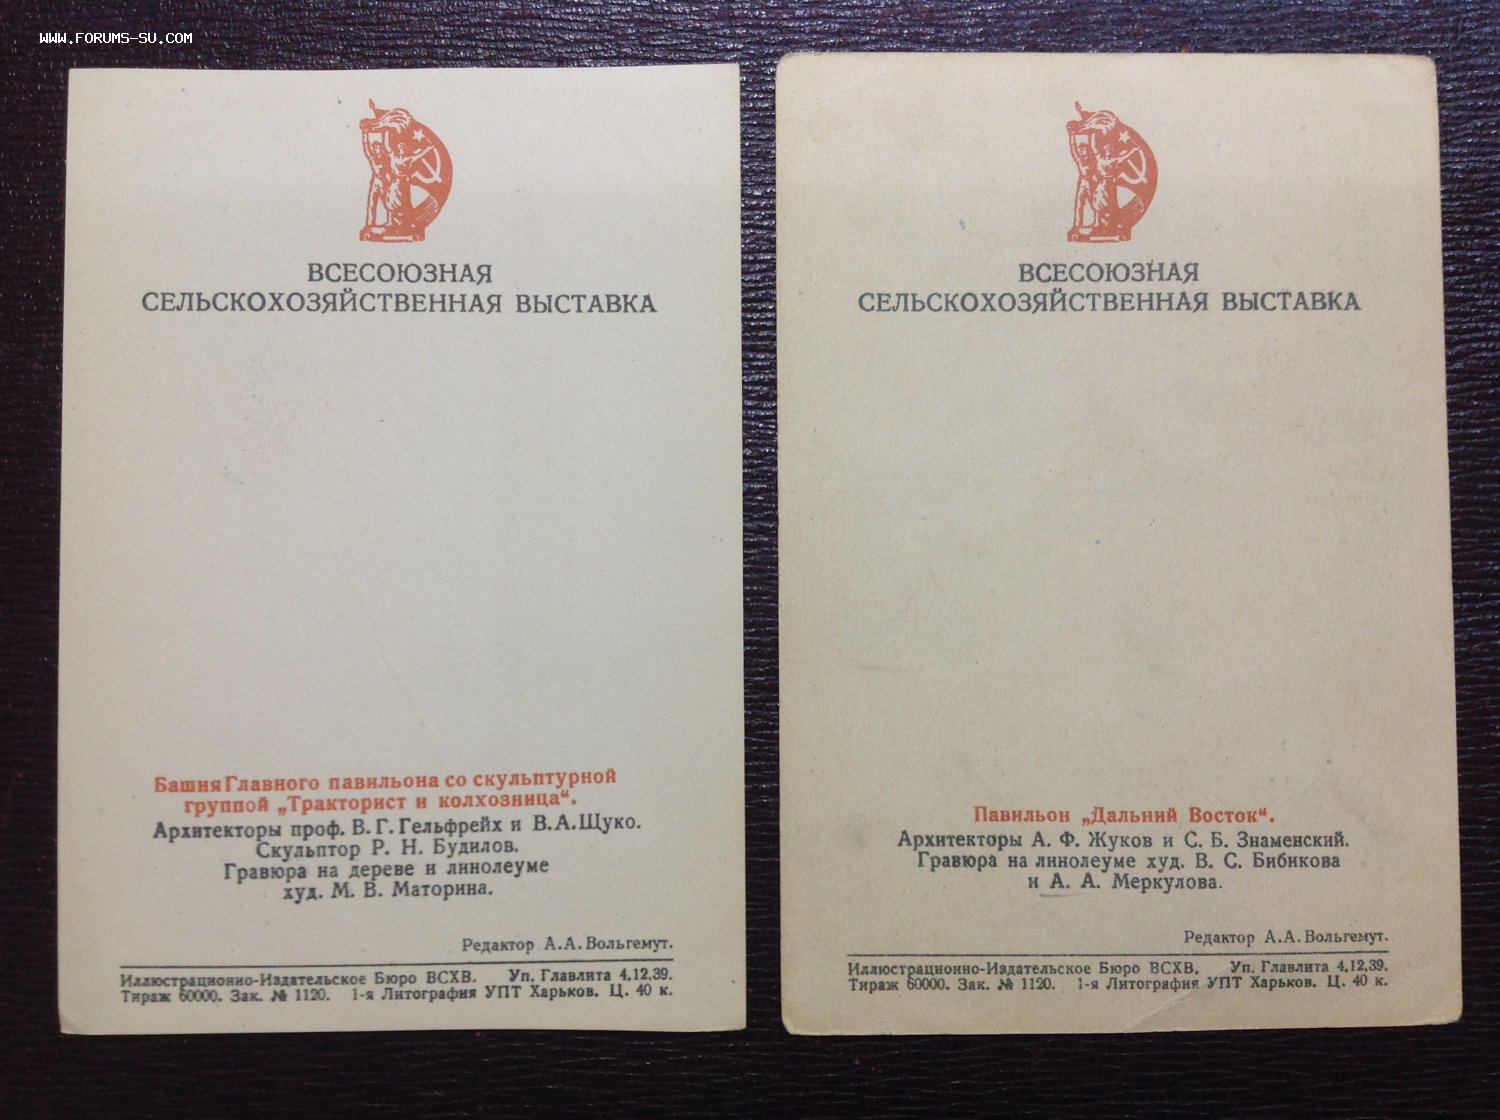 WWW.FORUMS-SU.COM
ВСЕСОЮЗНАЯ
СЕЛЬСКОХОЗЯЙСТВЕННАЯ ВЫСТАВКА
Башня Главного павильона со скульптурной
группой „Тракторист и колхозница“.
Архитекторы проф. В. Г. Гельфрейх и В.А.Щуко.
Скульптор Р. Н. Будилов.
Гравюра на дереве и линолеуме
худ. М. В. Маторина.
Редактор А.А.Вольгемут.
Иллюстрационно-Издательское Бюро ВСХВ. Уп. Главлита 4.12.39.
Тираж 60000. Зак. № 1120. 1-я Литография УПТ Харьков. Ц. 40 к.
ВСЕСОЮЗНАЯ
СЕЛЬСКОХОЗЯЙСТВЕННАЯ ВЫСТАВКА
Павильон „Дальний Восток“.
Архитекторы А. Ф. Жуков и С. Б. Знаменский.
Гравюра на линолеуме худ. В. С. Бибикова
и А. А. Меркулова.
Редактор А.А.Вольгемут.
Иллюстрационно-Издательское Бюро ВСХВ. Уп. Главлита 4.12.39.
Тираж 60000. Зак. № 1120. 1-я Литография УПТ Харьков. Ц. 40 к.